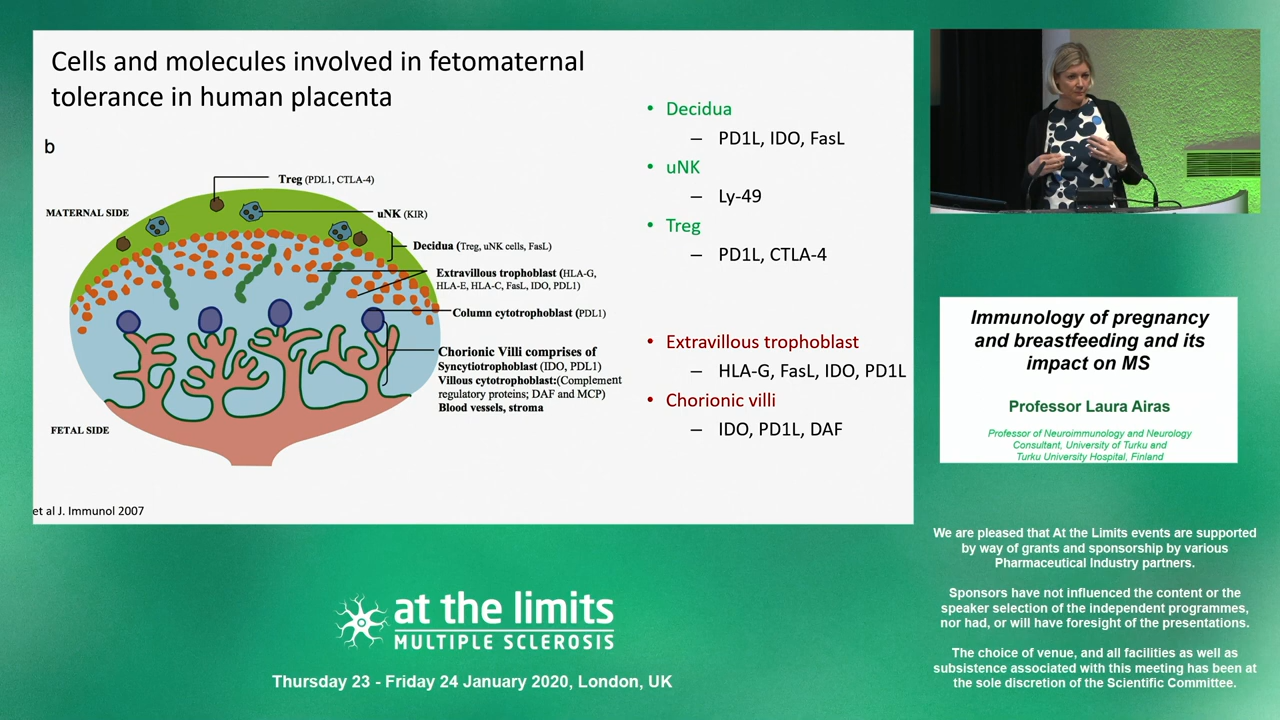 Cells and molecules involved in fetomaternal
tolerance in human placenta
b
Treg (PDL1, CTLA-4)
MATERNAL SIDE
uNK (KIR)
Decidua (Treg, uNK cells, FasL)
Extravillous trophoblast (HLA-G,
HLA-E, HLA-C, FasL, IDO, PDL1)
Column cytotrophoblast (PDL1)
Chorionic Villi comprises of
Syncytiotrophoblast (IDO, PDL1)
Villous cytotrophoblast:(Complement
regulatory proteins; DAF and MCP)
Blood vessels, stroma
FETAL SIDE
et al J. Immunol 2007
• Decidua
– PD1L, IDO, FasL
• uNK
– Ly-49
• Treg
– PD1L, CTLA-4
• Extravillous trophoblast
– HLA-G, FasL, IDO, PD1L
• Chorionic villi
– IDO, PD1L, DAF
Immunology of pregnancy
and breastfeeding and its
impact on MS
Professor Laura Airas
Professor of Neuroimmunology and Neurology
Consultant, University of Turku and
Turku University Hospital, Finland
We are pleased that At the Limits events are supported
by way of grants and sponsorship by various
Pharmaceutical Industry partners.
Sponsors have not influenced the content or the
speaker selection of the independent programmes,
nor had, or will have foresight of the presentations.
The choice of venue, and all facilities as well as
subsistence associated with this meeting has been at
the sole discretion of the Scientific Committee.
at the limits
MULTIPLE SCLEROSIS
Thursday 23 - Friday 24 January 2020, London, UK